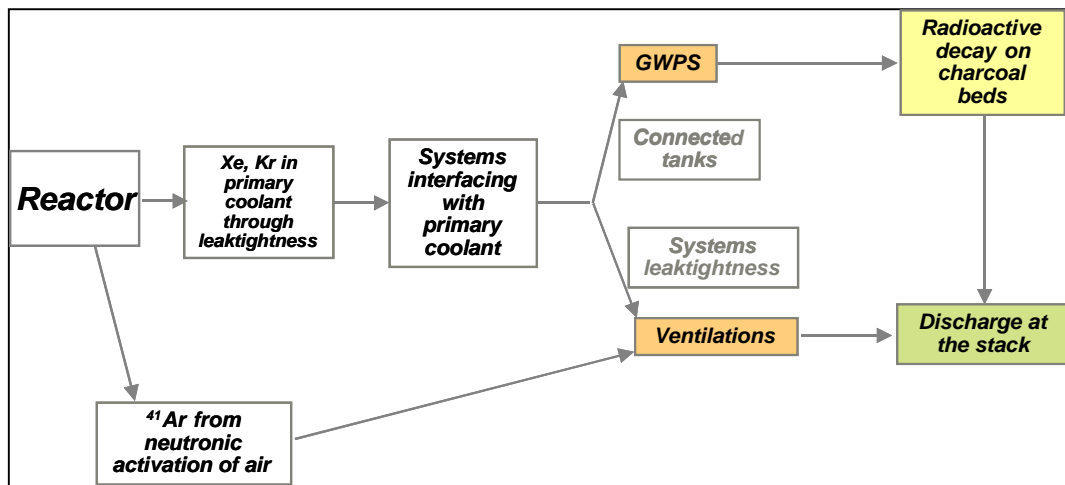 Reactor
Xe, Kr in
primary
coolant
through
leaktightness
Systems
interfacing
with
primary
coolant
GWPS
Connected
tanks
Systems
leaktightness
Ventilations
Radioactive
decay on
charcoal
beds
Discharge at
the stack
⁴¹Ar from
neutronic
activation of air